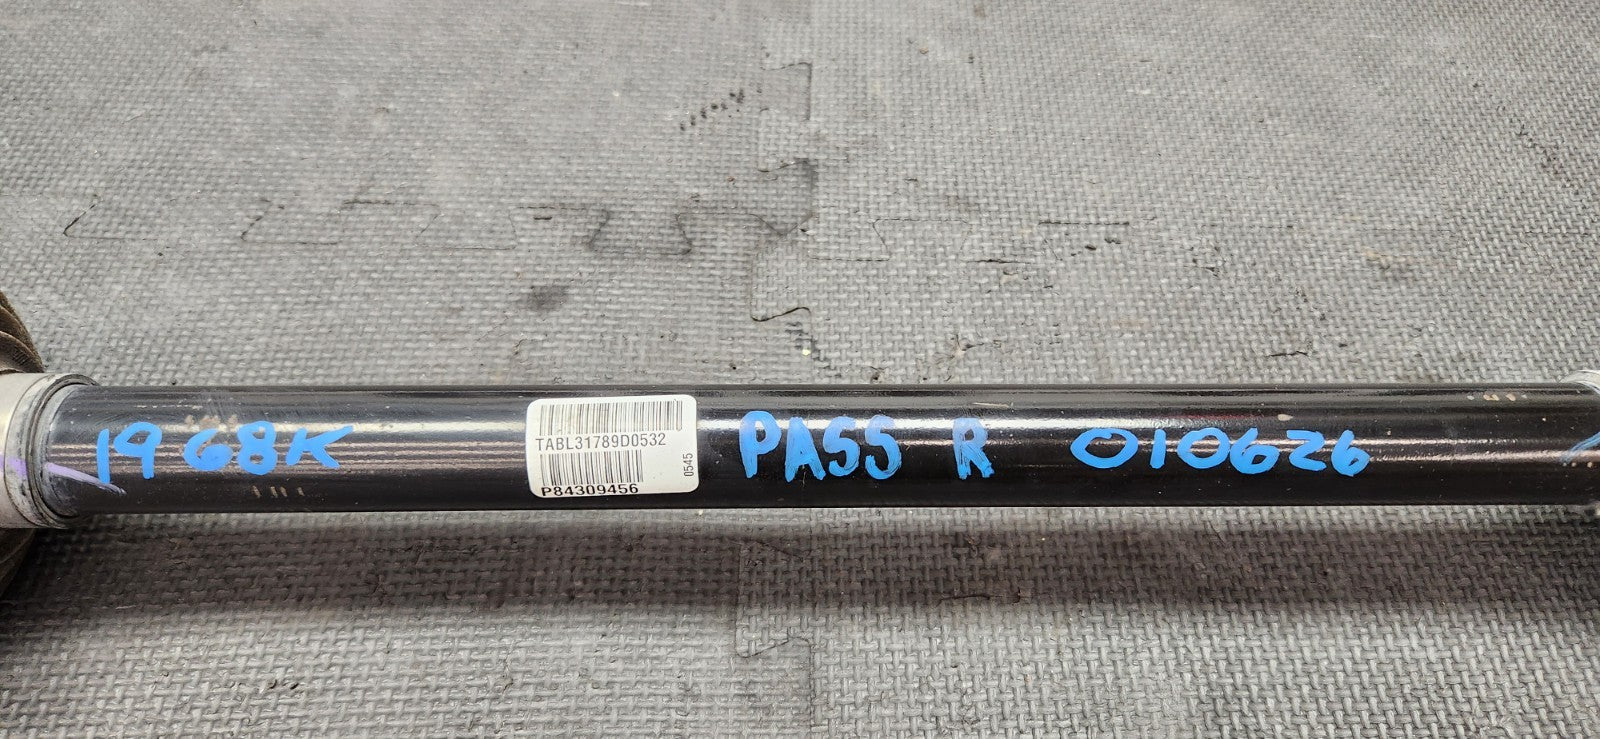 1968K
TABL31789D0532
P84309456
0545
PASS R 010626